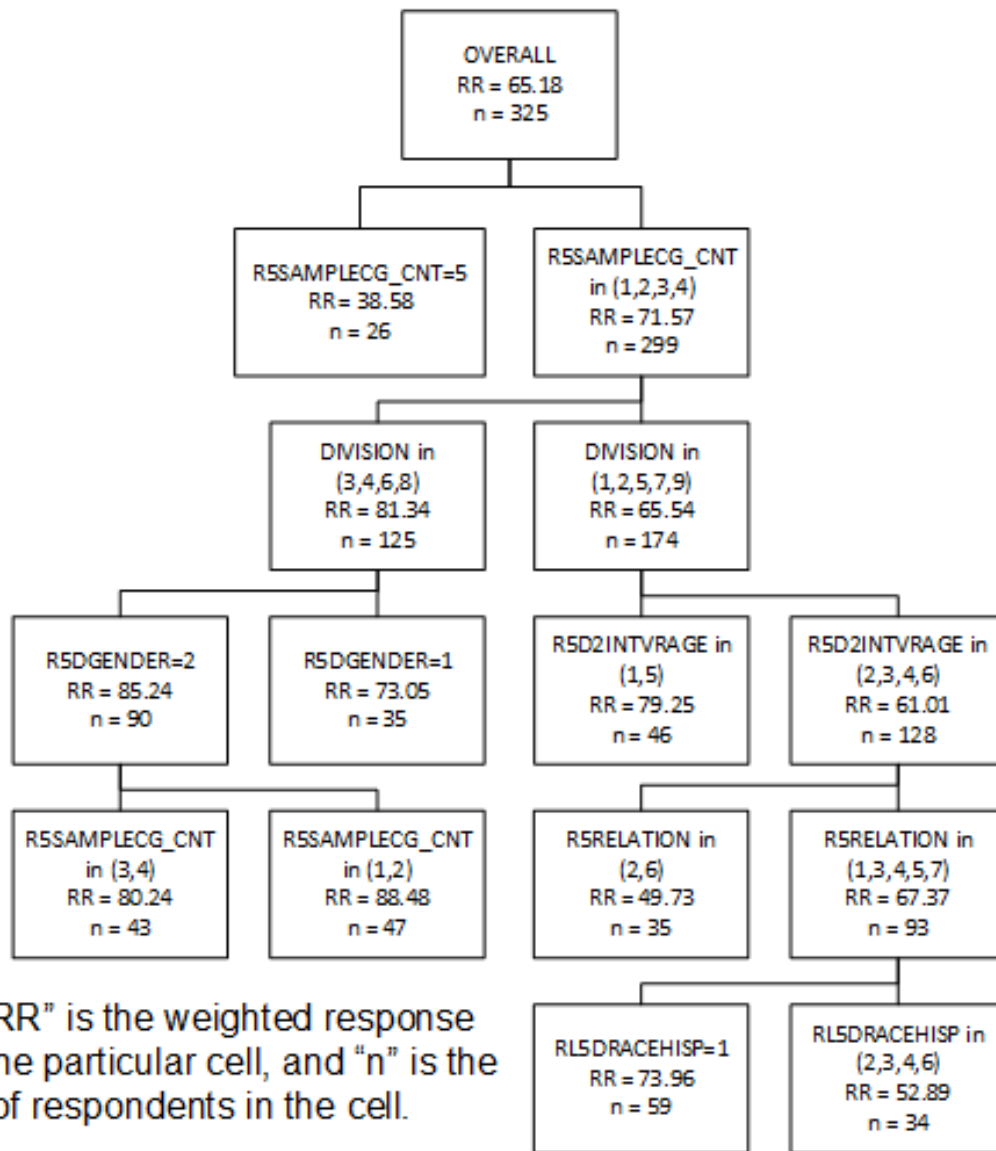 OVERALL
RR = 65.18
n = 325
R5SAMPLECG_CNT=5
RR = 38.58
n = 26
R5SAMPLECG_CNT
in (1,2,3,4)
RR = 71.57
n = 299
DIVISION in
(3,4,6,8)
RR = 81.34
n = 125
DIVISION in
(1,2,5,7,9)
RR = 65.54
n = 174
R5DGENDER=2
RR = 85.24
n = 90
R5DGENDER=1
RR = 73.05
n = 35
R5D2INTVRAGE in
(1,5)
RR = 79.25
n = 46
R5D2INTVRAGE in
(2,3,4,6)
RR = 61.01
n = 128
R5SAMPLECG_CNT
in (3,4)
RR = 80.24
n = 43
R5SAMPLECG_CNT
in (1,2)
RR = 88.48
n = 47
R5RELATION in
(2,6)
RR = 49.73
n = 35
R5RELATION in
(1,3,4,5,7)
RR = 67.37
n = 93
RL5DRACEHISP=1
RR = 73.96
n = 59
RL5DRACEHISP in
(2,3,4,6)
RR = 52.89
n = 34
RR” is the weighted response
he particular cell, and “n” is the
of respondents in the cell.